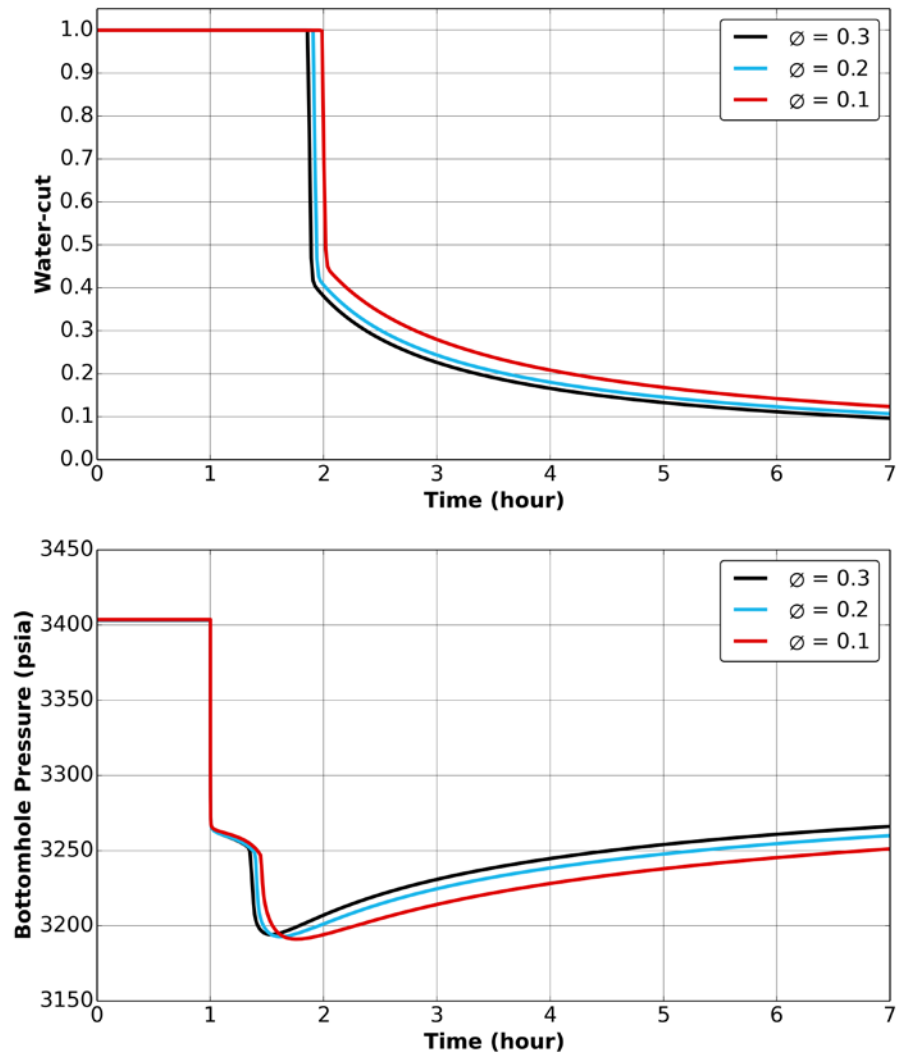 1.0
0.9
0.8
0.7
0.6
0.5
0.4
0.3
0.2
0.1
0.0
Water-cut
∅ = 0.3
∅ = 0.2
∅ = 0.1
0 1 2 3 4 5 6 7
Time (hour)
3450
3400
3350
3300
3250
3200
3150
Bottomhole Pressure (psia)
∅ = 0.3
∅ = 0.2
∅ = 0.1
0 1 2 3 4 5 6 7
Time (hour)